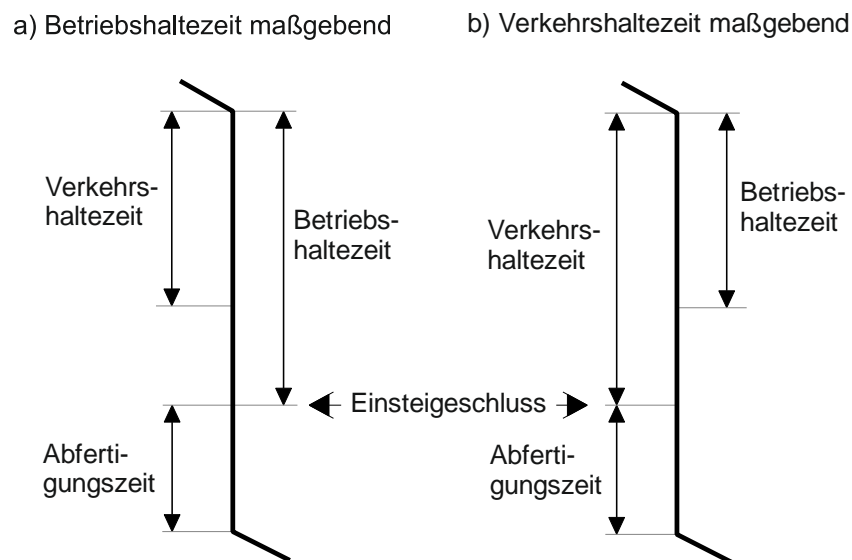 a) Betriebshaltezeit maßgebend
b) Verkehrshaltezeit maßgebend
Verkehrs-
haltezeit
Betriebs-
haltezeit
Verkehrs-
haltezeit
Betriebs-
haltezeit
Einsteigeschluss
Abferti-
gungszeit
Abferti-
gungszeit